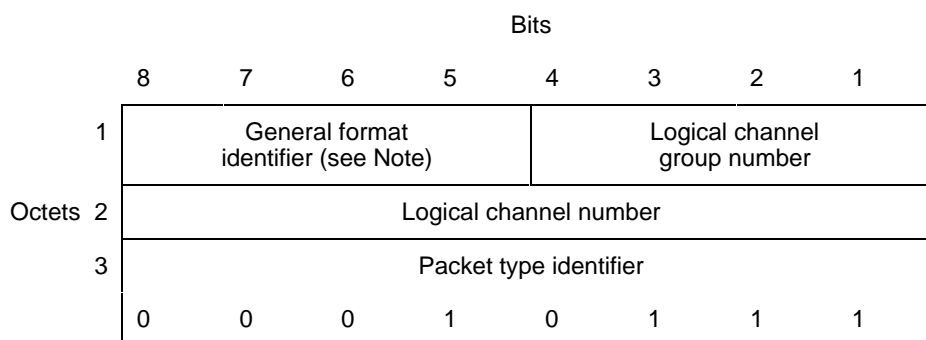 Bits
8 7 6 5 4 3 2 1
1 General format Logical channel
identifier (see Note) group number
Octets 2 Logical channel number
3 Packet type identifier
0 0 0 1 0 1 1 1